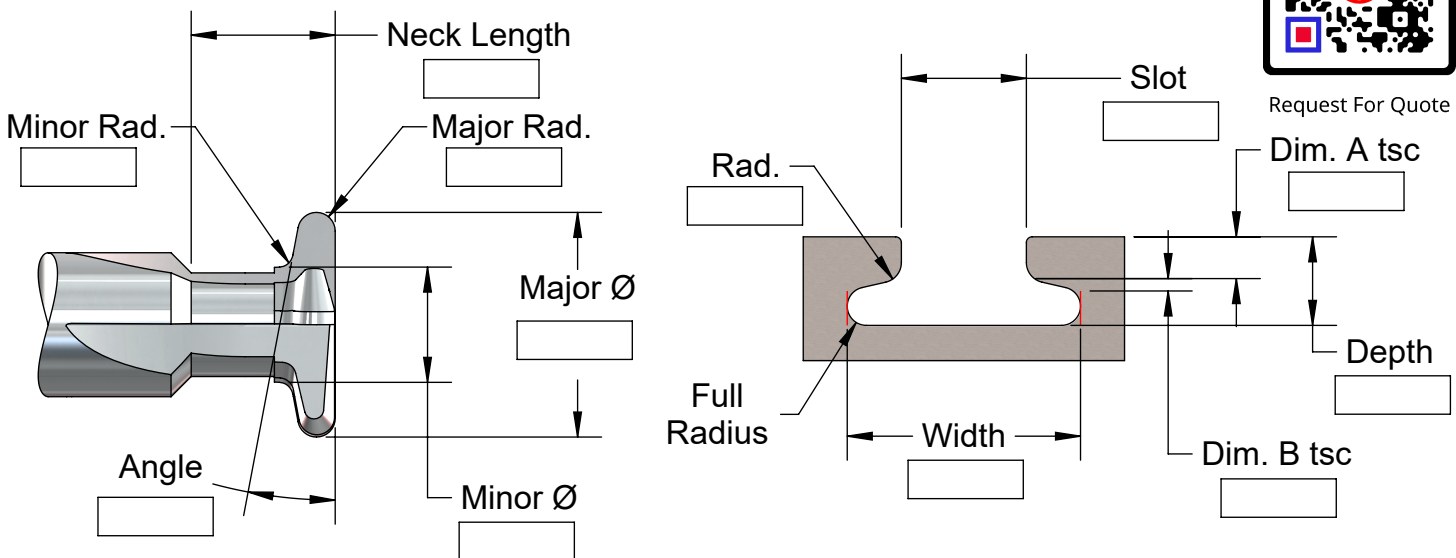 Neck Length
Minor Rad.
Major Rad.
Major Ø
Angle
Minor Ø
Slot
Request For Quote
Rad.
Dim. A tsc
Full
Radius
Width
Depth
Dim. B tsc